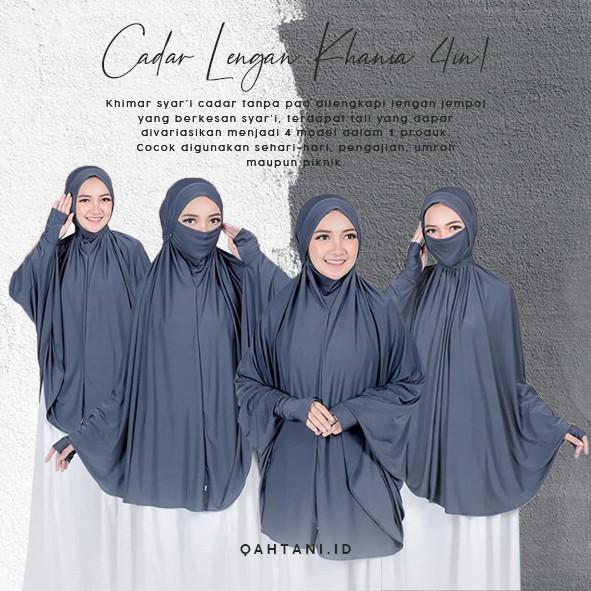 Cadar Lengan Khania 4in1
Khimar syar'i cadar tanpa pad dilengkapi lengan jempol
yang berkesan syar'i, terdapat tali yang dapat
divariasikan menjadi 4 model dalam 1 produk.
Cocok digunakan sehari-hari, pengajian, umroh
maupun piknik.
QAHTANI.ID